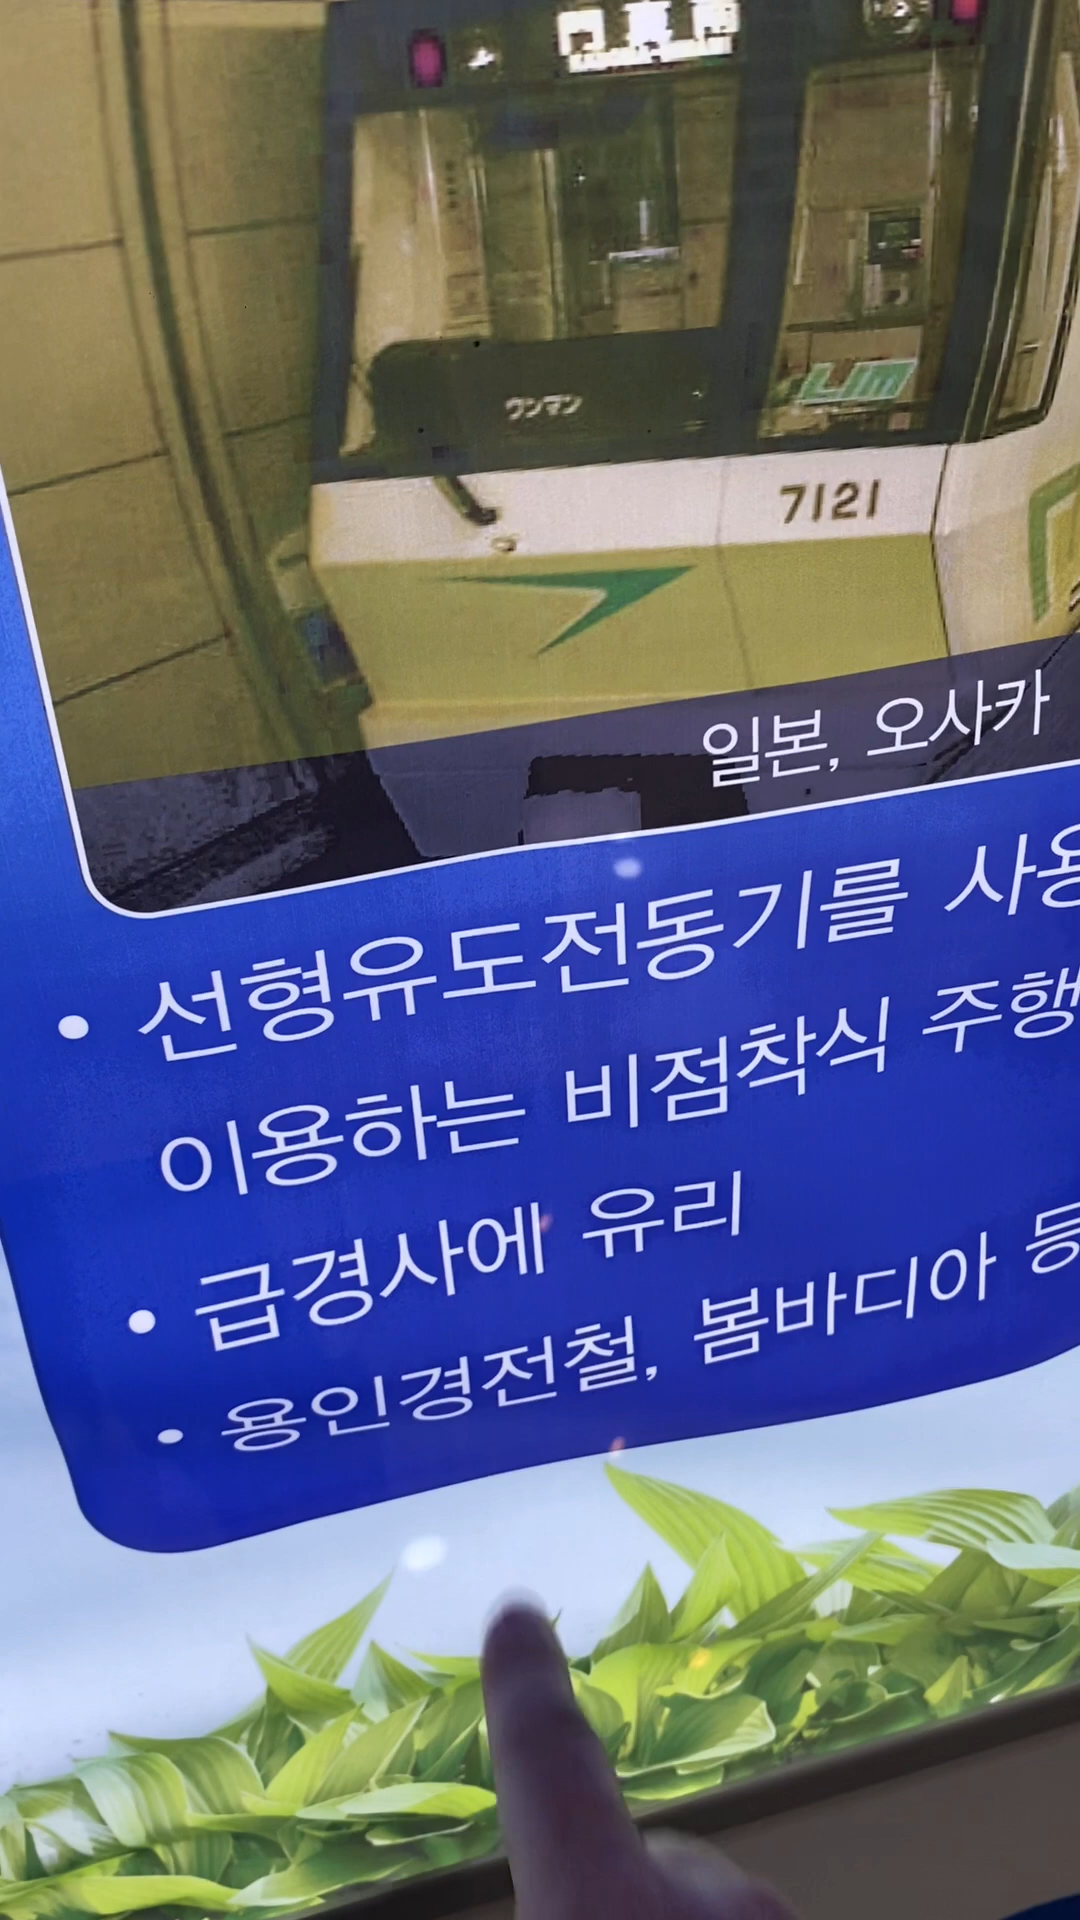 ワンマン
LIM
7121
일본, 오사카
• 선형유도전동기를 사용
이용하는 비점착식 주행
• 급경사에 유리
• 용인경전철, 봄바디아 등